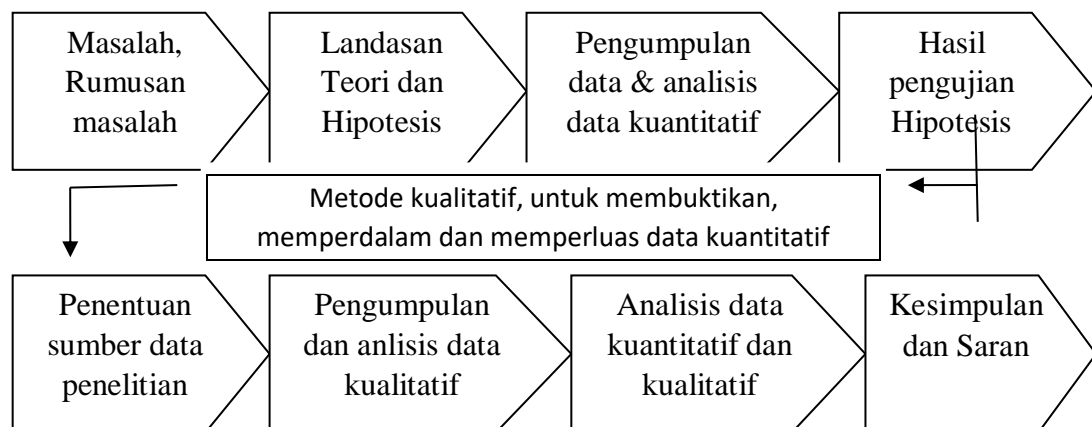 Masalah,
Rumusan
masalah
Landasan
Teori dan
Hipotesis
Pengumpulan
data & analisis
data kuantitatif
Hasil
pengujian
Hipotesis
Metode kualitatif, untuk membuktikan,
memperdalam dan memperluas data kuantitatif
Penentuan
sumber data
penelitian
Pengumpulan
dan anlisis data
kualitatif
Analisis data
kuantitatif dan
kualitatif
Kesimpulan
dan Saran